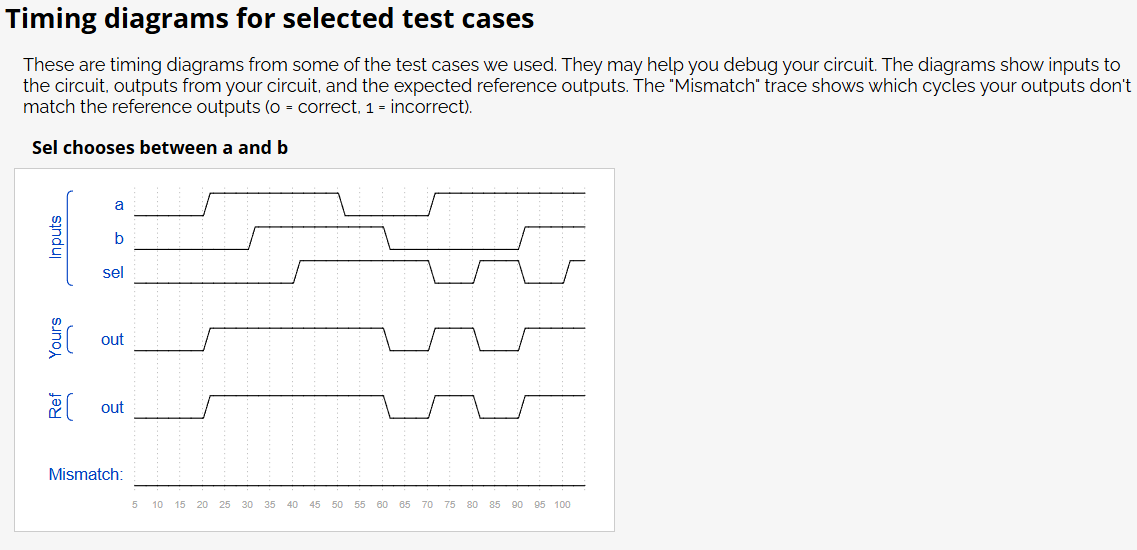 Timing diagrams for selected test cases
These are timing diagrams from some of the test cases we used. They may help you debug your circuit. The diagrams show inputs to
the circuit, outputs from your circuit, and the expected reference outputs. The "Mismatch" trace shows which cycles your outputs don't
match the reference outputs (0 = correct, 1 = incorrect).
Sel chooses between a and b
Inputs
a
b
sel
Yours
out
Ref
out
Mismatch:
5 10 15 20 25 30 35 40 45 50 55 60 65 70 75 80 85 90 95 100